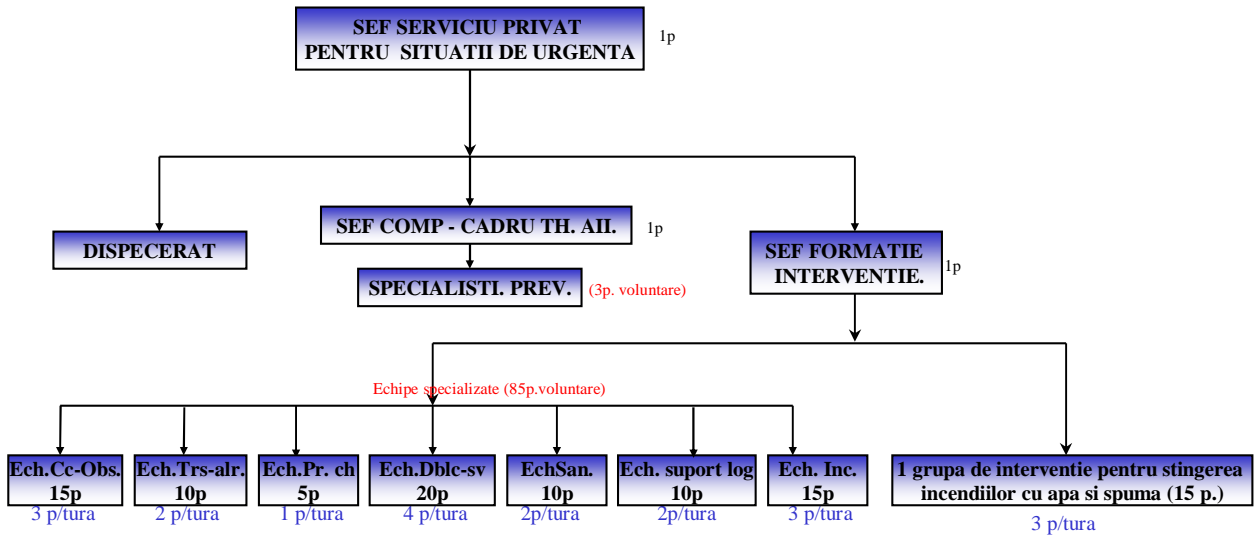 SEF SERVICIU PRIVAT
PENTRU SITUATII DE URGENTA
1p
DISPECERAT
SEF COMP - CADRU TH. AII.
1p
SPECIALISTI. PREV.
(3p. voluntare)
SEF FORMATIE
INTERVENTIE.
1p
Echipe specializate (85p.voluntare)
Ech.Cc-Obs.
15p
3 p/tura
Ech.Trs-alr.
10p
2 p/tura
Ech.Pr. ch
5p
1 p/tura
Ech.Dblc-sv
20p
4 p/tura
EchSan.
10p
2p/tura
Ech. suport log
10p
2p/tura
Ech. Inc.
15p
3 p/tura
1 grupa de interventie pentru stingerea
incendiilor cu apa si spuma (15 p.)
3 p/tura